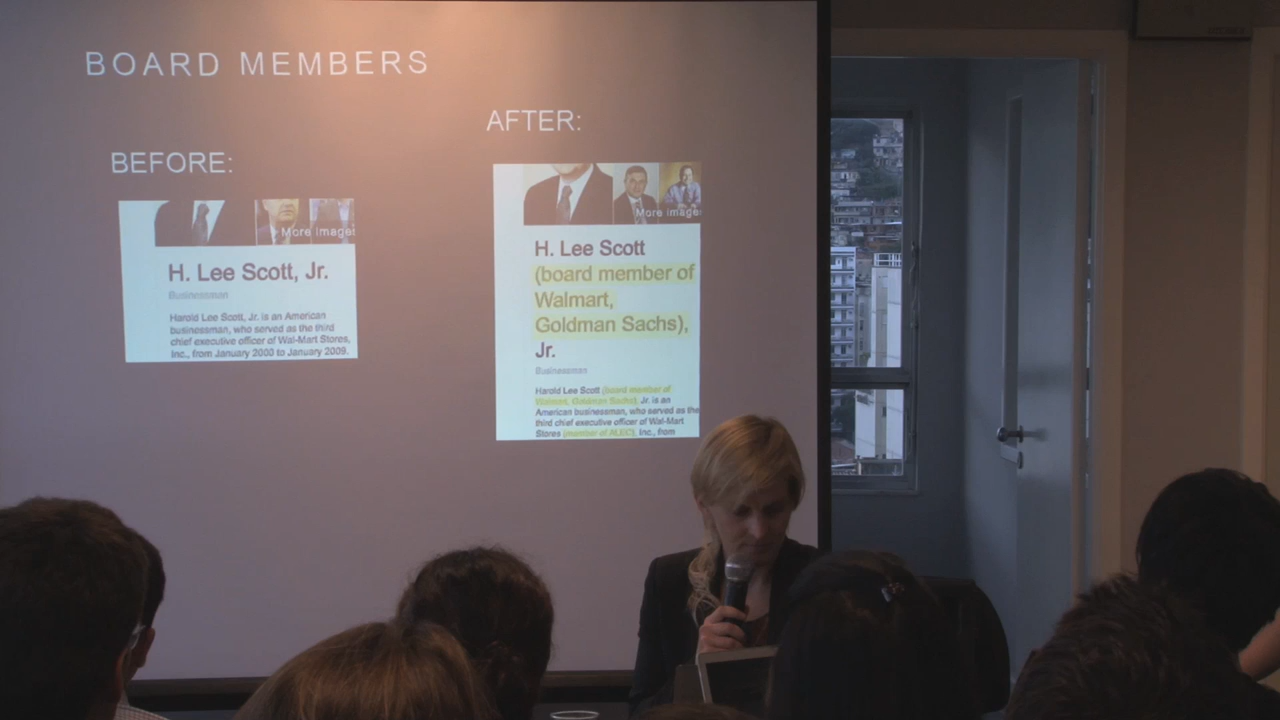 BOARD MEMBERS
BEFORE:
More Images
H. Lee Scott, Jr.
Businessman
Harold Lee Scott, Jr. is an American
businessman, who served as the third
chief executive officer of Wal-Mart Stores,
Inc., from January 2000 to January 2009.
AFTER:
More image
H. Lee Scott
(board member of
Walmart,
Goldman Sachs),
Jr.
Businessman
Harold Lee Scott (board member of
Walmart, Goldman Sachs), Jr. is an
American businessman, who served as the
third chief executive officer of Wal-Mart
Stores (member of ALEC), Inc., from